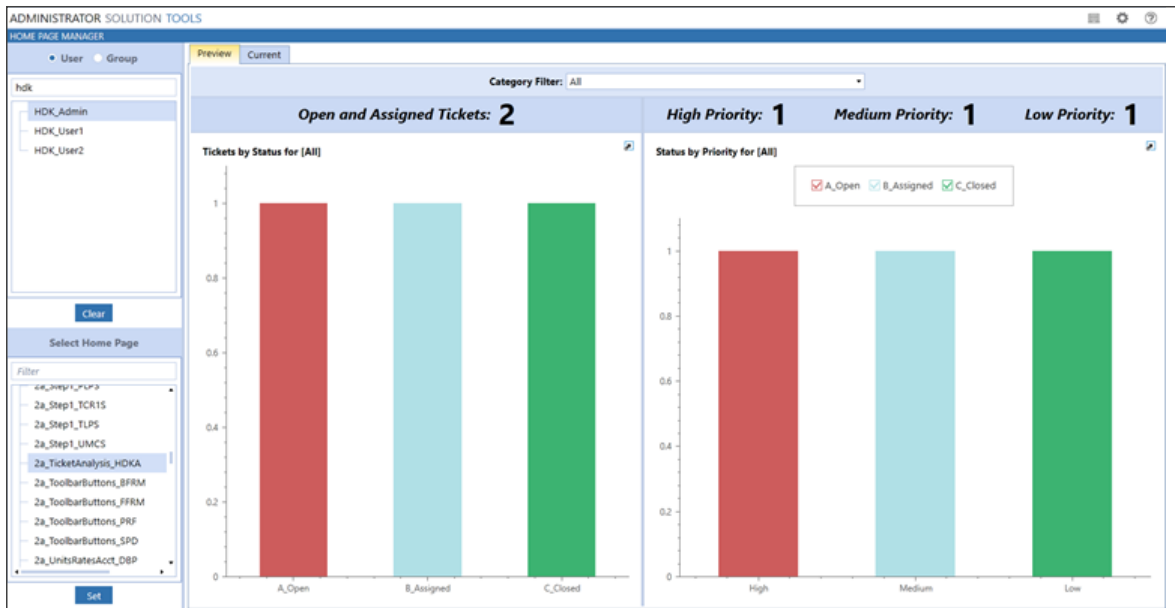 ADMINISTRATOR SOLUTION TOOLS
HOME PAGE MANAGER
User Group
hdk
HDK_Admin
HDK_User1
HDK_User2
Clear
Select Home Page
Filter
2a_Step1_PLPS
2a_Step1_TCR1S
2a_Step1_TLPS
2a_Step1_UMCS
2a_TicketAnalysis_HDKA
2a_ToolbarButtons_BFRM
2a_ToolbarButtons_FFRM
2a_ToolbarButtons_PRF
2a_ToolbarButtons_SPD
2a_UnitsRatesAcct_DBP
Set
Preview Current
Category Filter: All
Open and Assigned Tickets: 2
High Priority: 1 Medium Priority: 1 Low Priority: 1
Tickets by Status for [All]
1
0.8
0.6
0.4
0.2
0
A_Open B_Assigned C_Closed
Status by Priority for [All]
A_Open B_Assigned C_Closed
1
0.8
0.6
0.4
0.2
0
High Medium Low